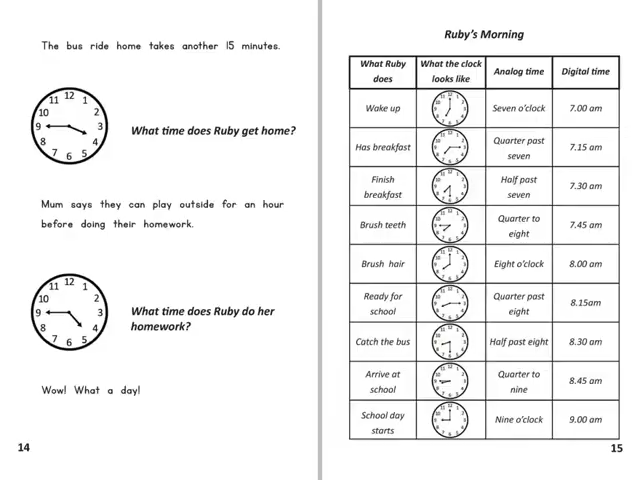 The bus ride home takes another 15 minutes.
11 12 1
10 2
9 3
8 4
7 6 5
What time does Ruby get home?
Mum says they can play outside for an hour
before doing their homework.
11 12 1
10 2
9 3
8 4
7 6 5
What time does Ruby do her
homework?
Wow! What a day!
14
Ruby's Morning
What Ruby does What the clock looks like Analog time Digital time
Wake up Seven o'clock 7.00 am
Has breakfast Quarter past seven 7.15 am
Finish breakfast Half past seven 7.30 am
Brush teeth Quarter to eight 7.45 am
Brush hair Eight o'clock 8.00 am
Ready for school Quarter past eight 8.15am
Catch the bus Half past eight 8.30 am
Arrive at school Quarter to nine 8.45 am
School day starts Nine o'clock 9.00 am
15